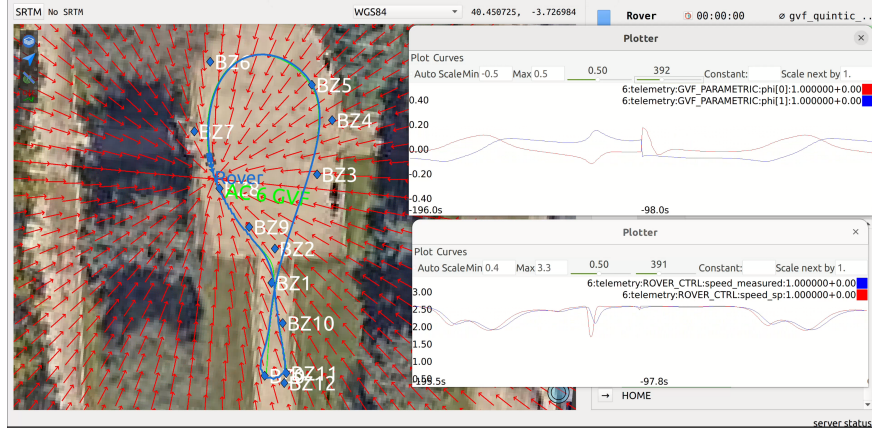 SRTM No SRTM WGS84 40.450725, -3.726984 Rover 00:00:00 ⌀ gvf_quintic_..
Plotter
Plot Curves
Auto Scale Min -0.5 Max 0.5 0.50 392 Constant: Scale next by 1.
6:telemetry:GVF_PARAMETRIC:phi[0]:1.000000+0.00
6:telemetry:GVF_PARAMETRIC:phi[1]:1.000000+0.00
0.40
0.20
0.00
-0.20
-0.40
-196.0s -98.0s
Plotter
Plot Curves
Auto Scale Min 0.4 Max 3.3 0.50 391 Constant: Scale next by 1.
6:telemetry:ROVER_CTRL:speed_measured:1.000000+0.00
6:telemetry:ROVER_CTRL:speed_sp:1.000000+0.00
3.00
2.50
2.00
1.50
1.00
0.50
-195.5s -97.8s
BZ6
BZ5
BZ4
BZ7
BZ3
Rover
AC 6 GVF
BZ9
BZ2
BZ1
BZ10
BZ11
BZ12
→ HOME
server status